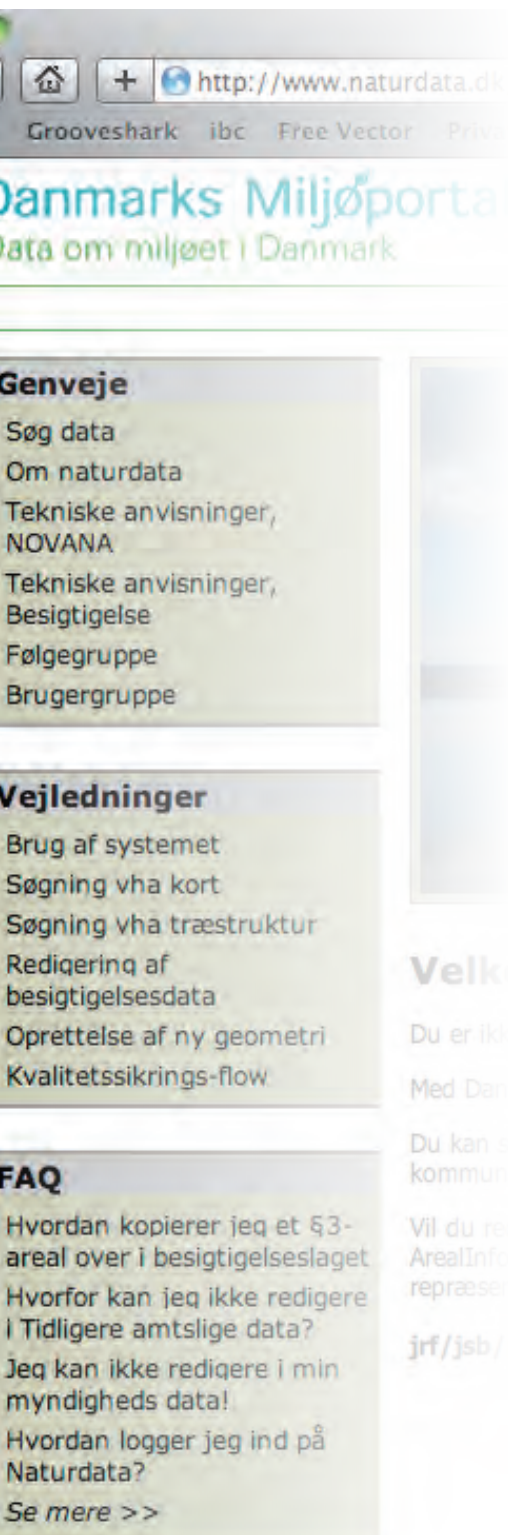 http://www.naturdata.dk
Grooveshark ibc Free Vector
Danmarks Miljøporta
Data om miljøet i Danmark
Genveje
Søg data
Om naturdata
Tekniske anvisninger,
NOVANA
Tekniske anvisninger,
Besigtigelse
Følgegruppe
Brugergruppe
Vejledninger
Brug af systemet
Søgning vha kort
Søgning vha træstruktur
Redigering af
besigtigelsesdata
Oprettelse af ny geometri
Kvalitetssikrings-flow
FAQ
Hvordan kopierer jeg et §3-
areal over i besigtigelseslaget
Hvorfor kan jeg ikke redigere
i Tidligere amtslige data?
Jeg kan ikke redigere i min
myndigheds data!
Hvordan logger jeg ind på
Naturdata?
Se mere >>
Velk
Du er ik
Med Dan
Du kan s
kommun
Vil du re
ArealInfo
repræse
jrf/jsb/